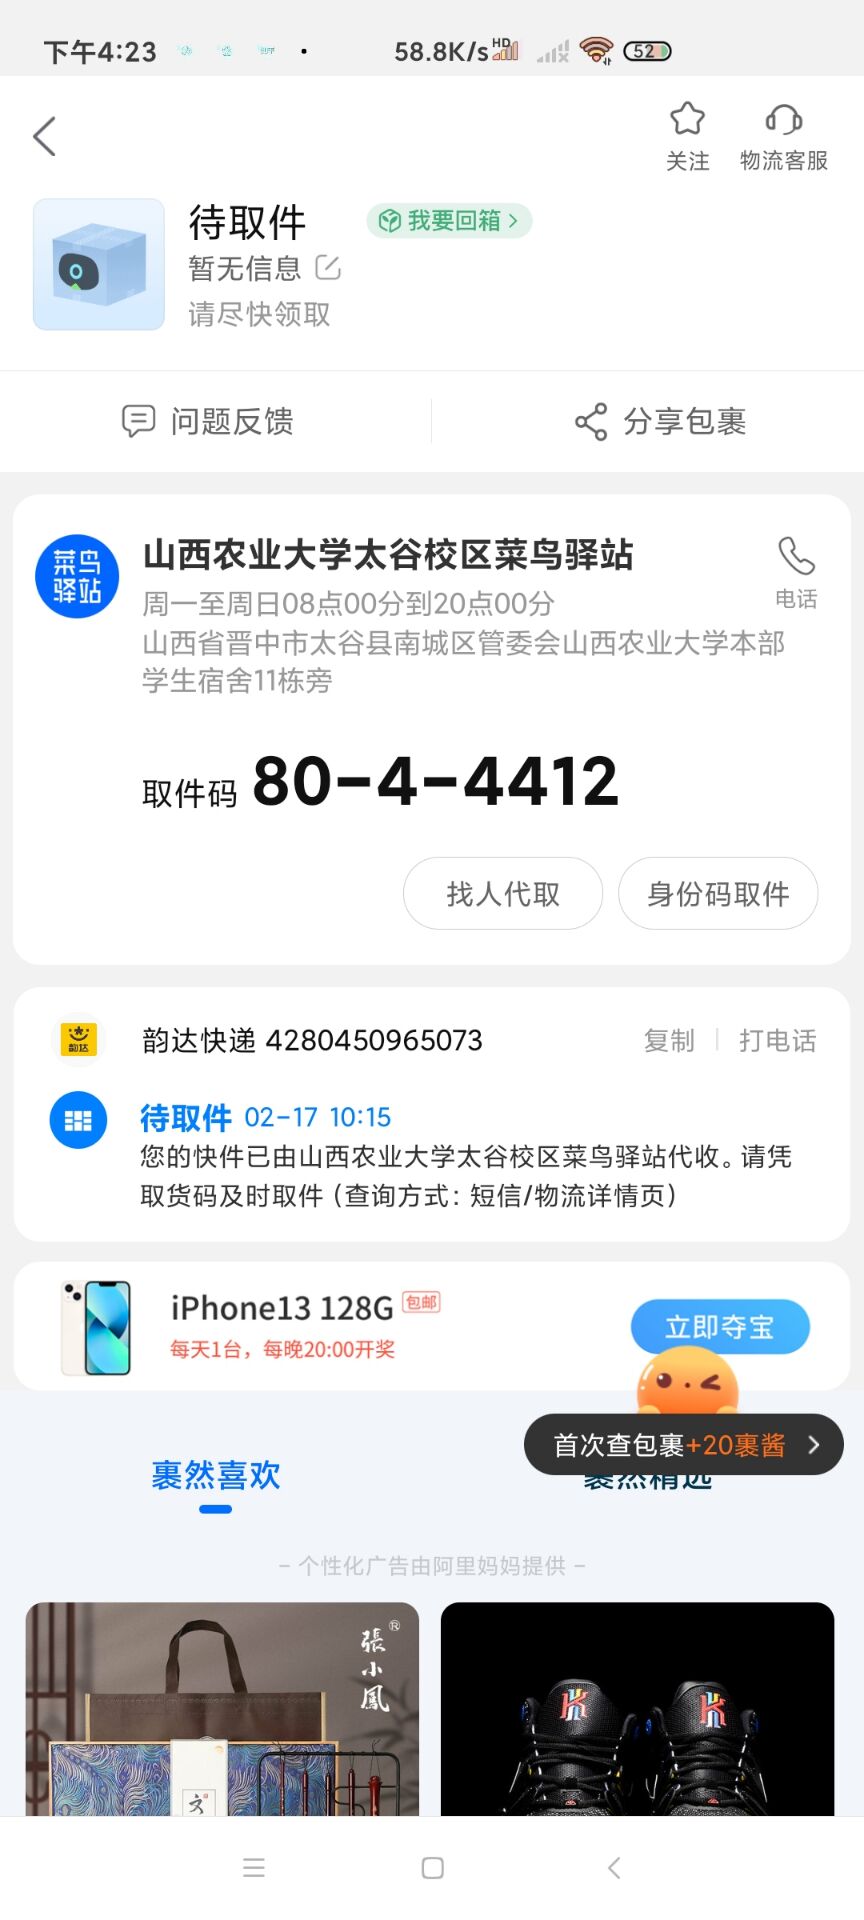 下午4:23
58.8K/s HD
52
关注
物流客服
待取件
我要回箱
暂无信息
请尽快领取
问题反馈
分享包裹
菜鸟
驿站
山西农业大学太谷校区菜鸟驿站
周一至周日08点00分到20点00分
电话
山西省晋中市太谷县南城区管委会山西农业大学本部
学生宿舍11栋旁
取件码 80-4-4412
找人代取
身份码取件
韵达
韵达快递 4280450965073
复制
打电话
待取件 02-17 10:15
您的快件已由山西农业大学太谷校区菜鸟驿站代收。请凭
取货码及时取件（查询方式：短信/物流详情页）
iPhone13 128G 包邮
每天1台，每晚20:00开奖
立即夺宝
首次查包裹+20裹酱
裹然喜欢
裹然精选
- 个性化广告由阿里妈妈提供 -
張小鳳®
文